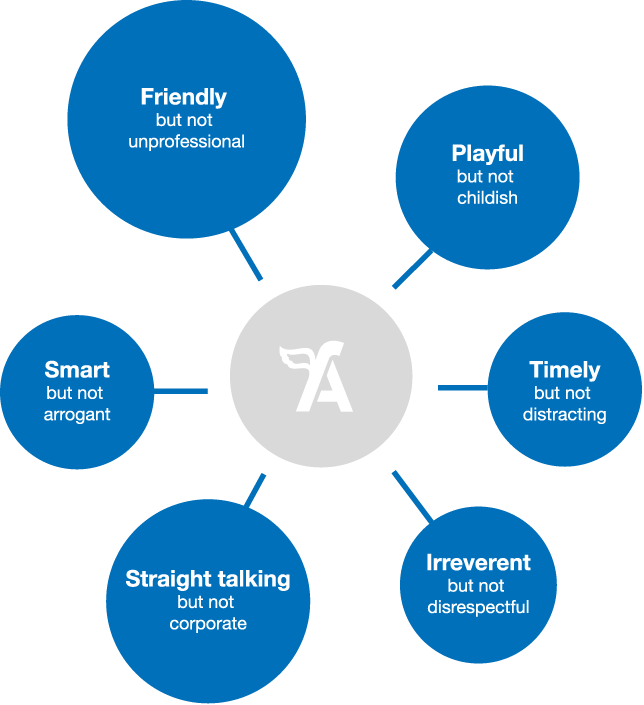 Friendly
but not
unprofessional
Playful
but not
childish
Smart
but not
arrogant
Timely
but not
distracting
Straight talking
but not
corporate
Irreverent
but not
disrespectful